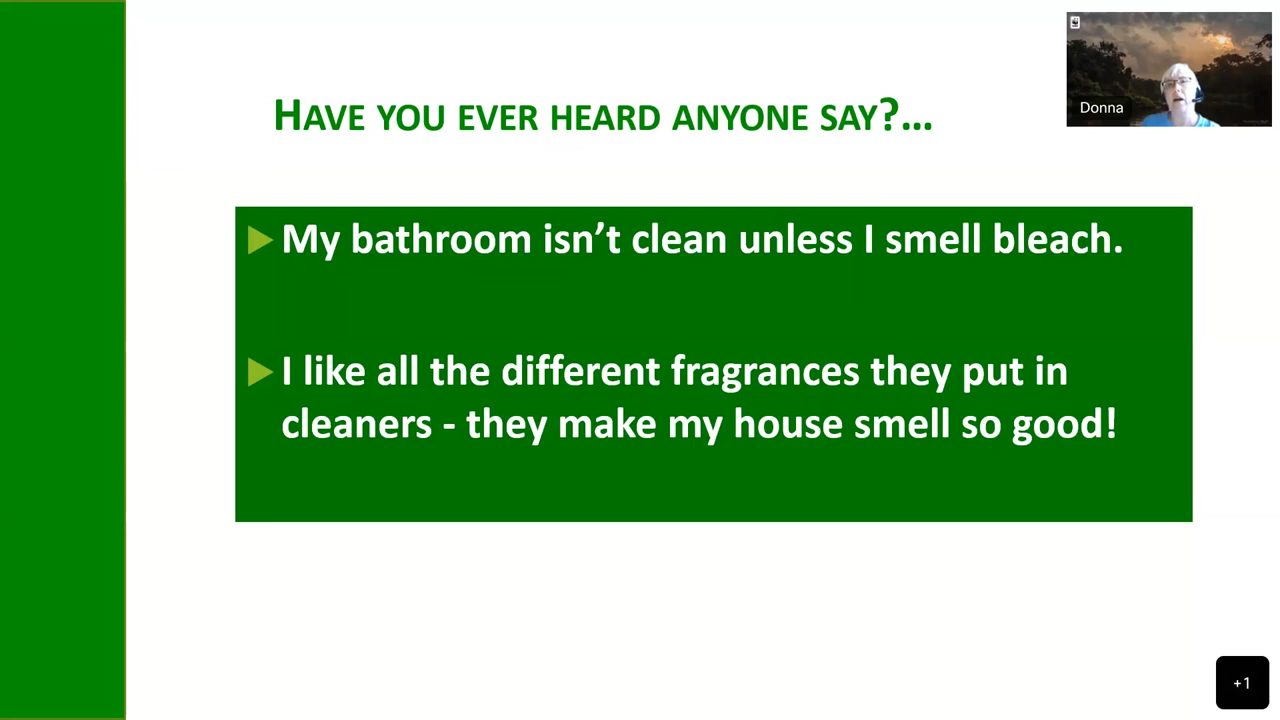 Donna
HAVE YOU EVER HEARD ANYONE SAY?...
My bathroom isn’t clean unless I smell bleach.
I like all the different fragrances they put in
cleaners - they make my house smell so good!
+1